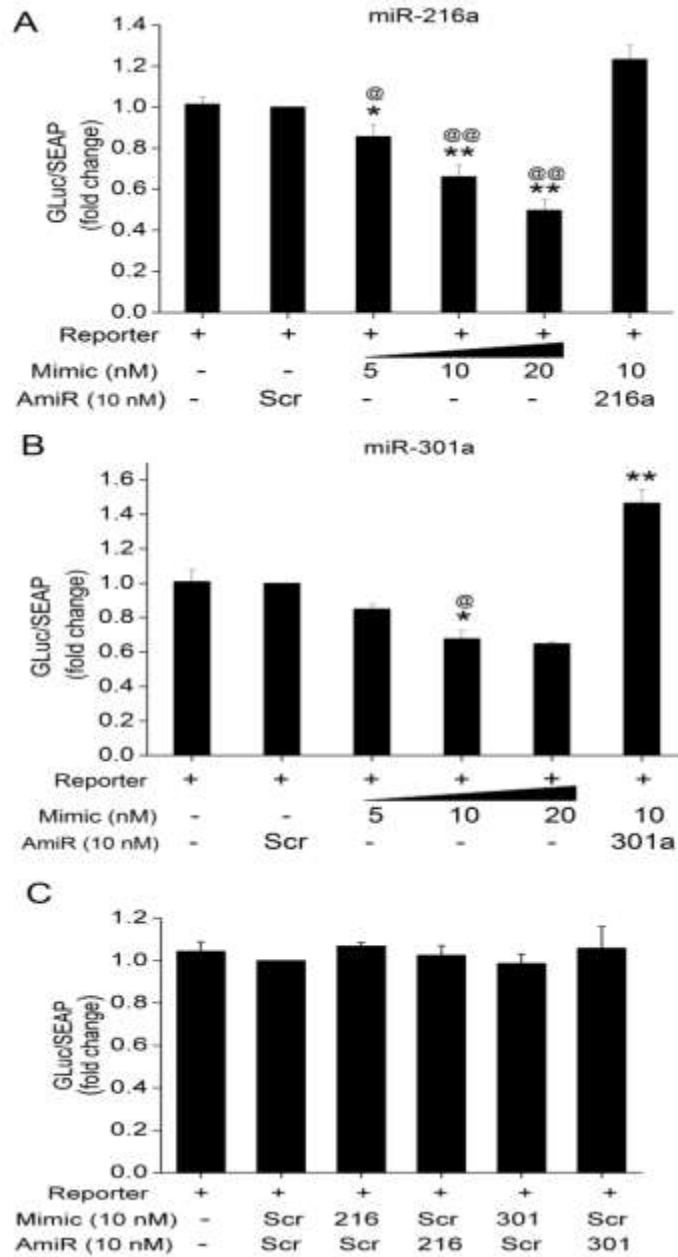 A
miR-216a
GLuc/SEAP
(fold change)
1.4
1.2
1.0
0.8
0.6
0.4
0.2
0.0
@
*
@@
**
@@
**
Reporter + + + + + +
Mimic (nM) - - 5 10 20 10
AmiR (10 nM) - Scr - - - 216a
B
miR-301a
GLuc/SEAP
(fold change)
1.6
1.4
1.2
1.0
0.8
0.6
0.4
0.2
0.0
@
*
**
Reporter + + + + + +
Mimic (nM) - - 5 10 20 10
AmiR (10 nM) - Scr - - - 301a
C
GLuc/SEAP
(fold change)
1.2
1.0
0.8
0.6
0.4
0.2
0.0
Reporter + + + + + +
Mimic (10 nM) - Scr 216 Scr 301 Scr
AmiR (10 nM) - Scr Scr 216 Scr 301